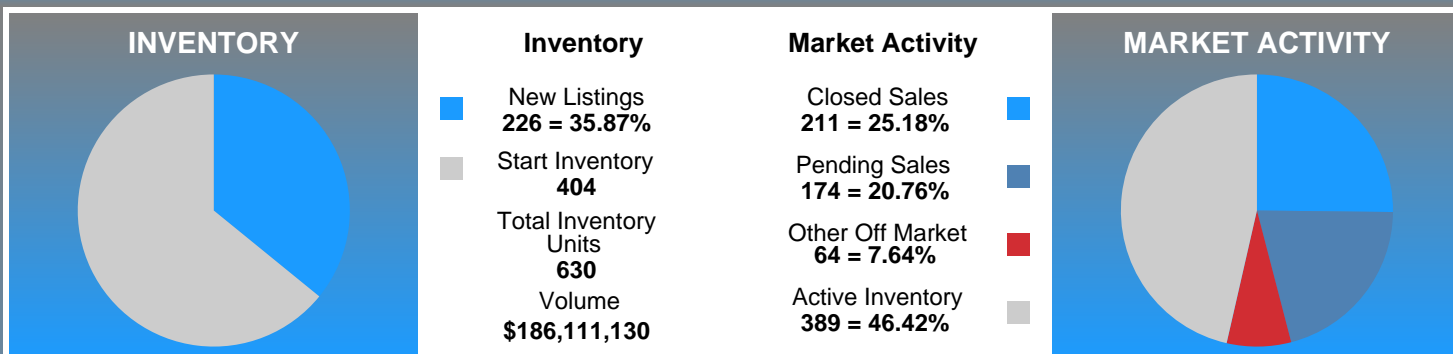 INVENTORY
Inventory
New Listings
226 = 35.87%
Start Inventory
404
Total Inventory
Units
630
Volume
$186,111,130
Market Activity
Closed Sales
211 = 25.18%
Pending Sales
174 = 20.76%
Other Off Market
64 = 7.64%
Active Inventory
389 = 46.42%
MARKET ACTIVITY